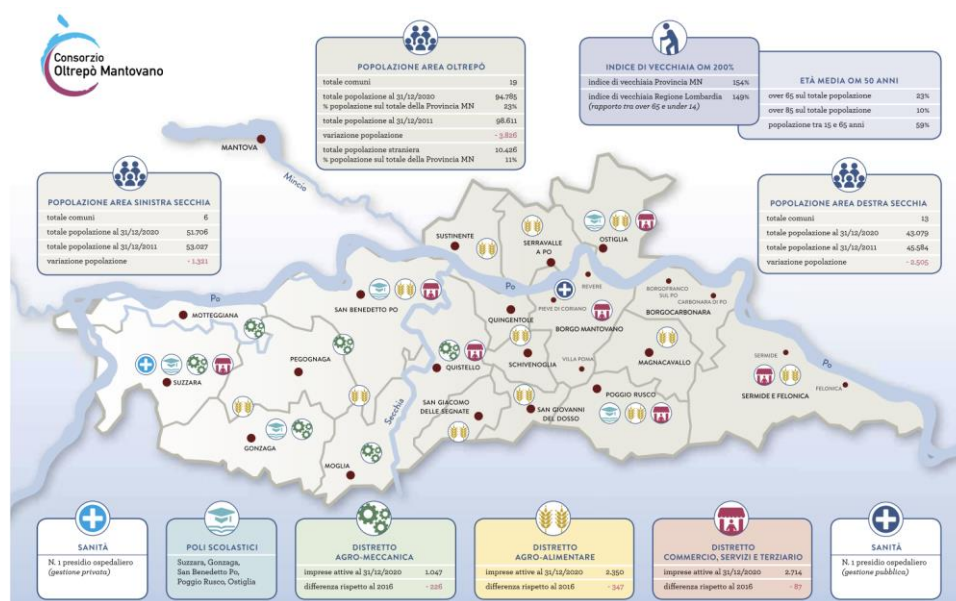 Consorzio
Oltrepò Mantovano
POPOLAZIONE AREA OLTREPÒ
totale comuni 19
totale popolazione al 31/12/2020 94.785
% popolazione sul totale della Provincia MN 23%
totale popolazione al 31/12/2011 98.611
variazione popolazione - 3.826
totale popolazione straniera 10.426
% popolazione sul totale della Provincia MN 11%
INDICE DI VECCHIAIA OM 200%
indice di vecchiaia Provincia MN 154%
indice di vecchiaia Regione Lombardia 149%
(rapporto tra over 65 e under 14)
ETÀ MEDIA OM 50 ANNI
over 65 sul totale popolazione 23%
over 85 sul totale popolazione 10%
popolazione tra 15 e 65 anni 59%
MANTOVA
Mincio
POPOLAZIONE AREA SINISTRA SECCHIA
totale comuni 6
totale popolazione al 31/12/2020 51.706
totale popolazione al 31/12/2011 53.027
variazione popolazione - 1.321
POPOLAZIONE AREA DESTRA SECCHIA
totale comuni 13
totale popolazione al 31/12/2020 43.079
totale popolazione al 31/12/2011 45.584
variazione popolazione - 2.505
SUSTINENTE
SERRAVALLE
A PO
OSTIGLIA
Po
MOTTEGGIANA
SAN BENEDETTO PO
Po
REVERE
PIEVE DI CORIANO
BORGOFRANCO
SUL PO
CARBONARA DI PO
QUINGENTOLE
BORGO MANTOVANO
BORGOCARBONARA
PEGOGNAGA
QUISTELLO
SCHIVENOGLIA
VILLA POMA
MAGNACAVALLO
SERMIDE
Po
SUZZARA
SERMIDE E FELONICA
FELONICA
Secchia
SAN GIACOMO
DELLE SEGNATE
SAN GIOVANNI
DEL DOSSO
POGGIO RUSCO
GONZAGA
MOGLIA
SANITÀ
N. 1 presidio ospedaliero
(gestione privata)
POLI SCOLASTICI
Suzzara, Gonzaga,
San Benedetto Po,
Poggio Rusco, Ostiglia
DISTRETTO
AGRO-MECCANICA
imprese attive al 31/12/2020 1.047
differenza rispetto al 2016 - 226
DISTRETTO
AGRO-ALIMENTARE
imprese attive al 31/12/2020 2.350
differenza rispetto al 2016 - 347
DISTRETTO
COMMERCIO, SERVIZI E TERZIARIO
imprese attive al 31/12/2020 2.714
differenza rispetto al 2016 - 87
SANITÀ
N. 1 presidio ospedaliero
(gestione pubblica)